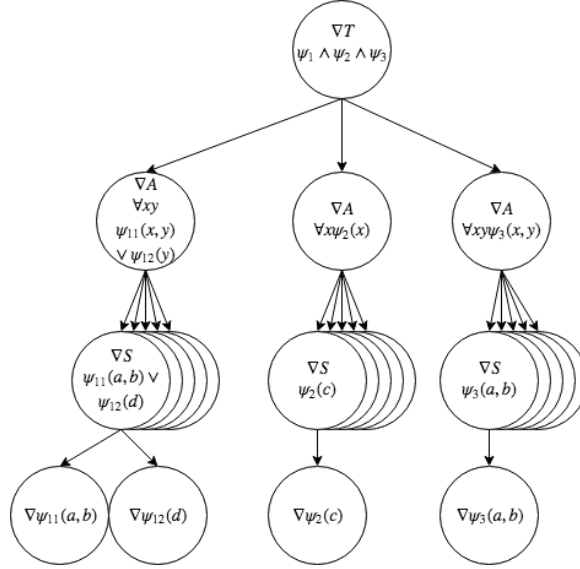 ∇T
ψ₁ ∧ ψ₂ ∧ ψ₃
∇A
∀xy
ψ₁₁(x, y)
∨ ψ₁₂(y)
∇A
∀xψ₂(x)
∇A
∀xyψ₃(x, y)
∇S
ψ₁₁(a, b) ∨
ψ₁₂(d)
∇S
ψ₂(c)
∇S
ψ₃(a, b)
∇ψ₁₁(a, b)
∇ψ₁₂(d)
∇ψ₂(c)
∇ψ₃(a, b)